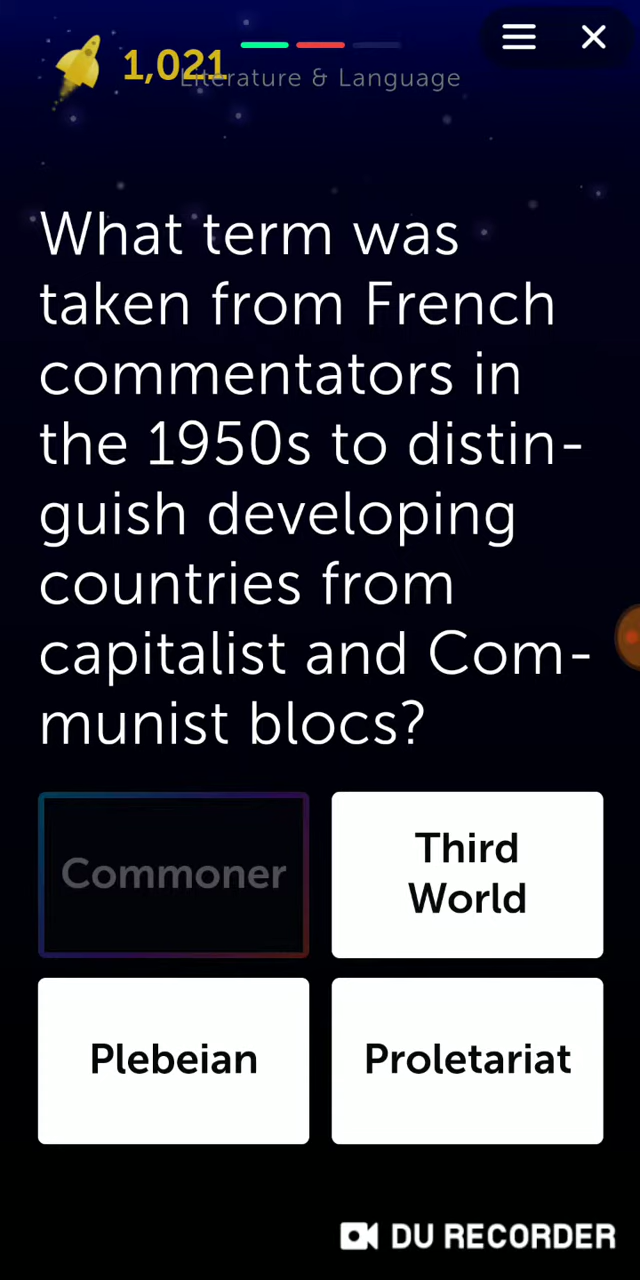 1,021
Literature & Language
What term was
taken from French
commentators in
the 1950s to distin-
guish developing
countries from
capitalist and Com-
munist blocs?
Commoner
Third
World
Plebeian
Proletariat
DU RECORDER